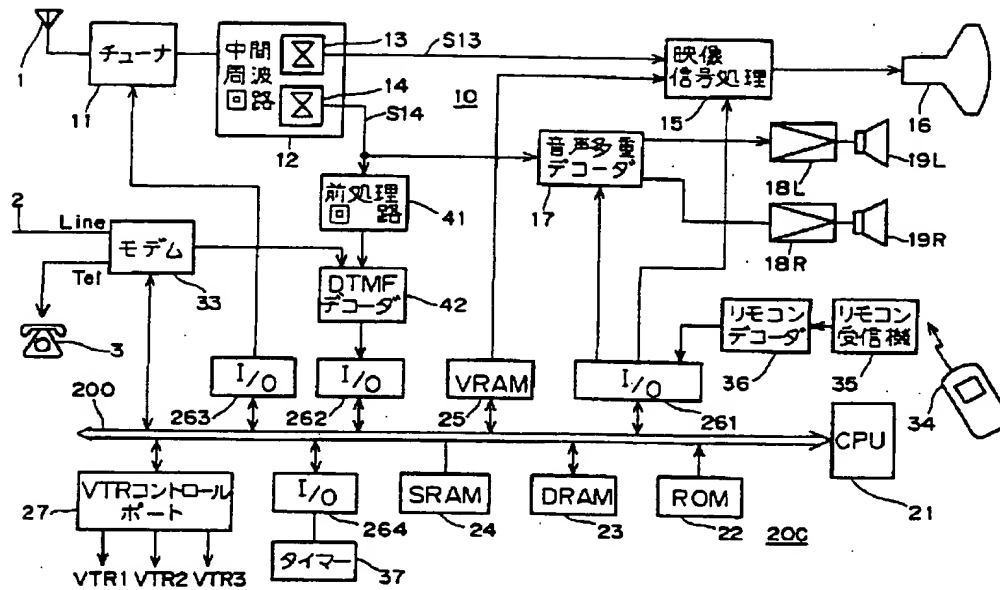 1
チューナ
11
中間
周波
回路
13
14
12
S13
S14
10
映像
信号処理
15
16
音声多重
デコーダ
17
18L
19L
18R
19R
前処理
回路
41
2
Line
モデム
Tel
33
3
DTMF
デコーダ
42
リモコン
デコーダ
36
リモコン
受信機
35
34
I/O
263
I/O
262
VRAM
25
I/O
261
200
CPU
21
VTRコントロール
ポート
27
I/O
264
SRAM
24
DRAM
23
ROM
22
20C
タイマー
37
VTR1 VTR2 VTR3